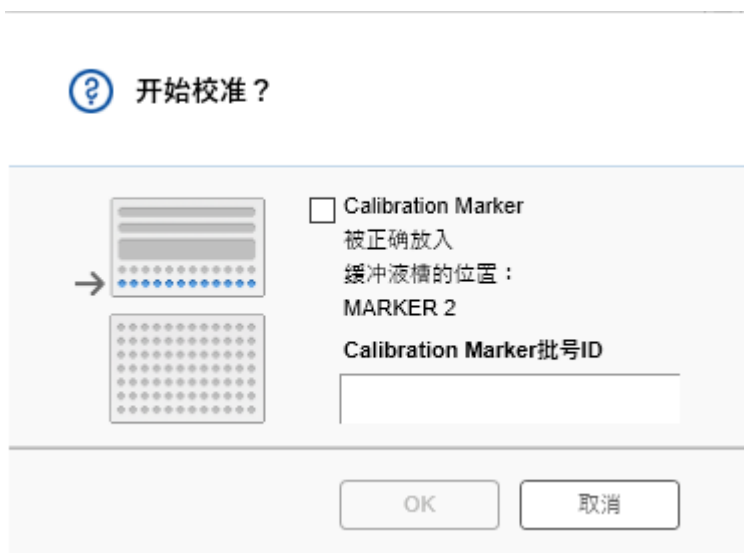 开始校准？
Calibration Marker
被正确放入
缓冲液槽的位置：
MARKER 2
Calibration Marker批号ID
OK
取消